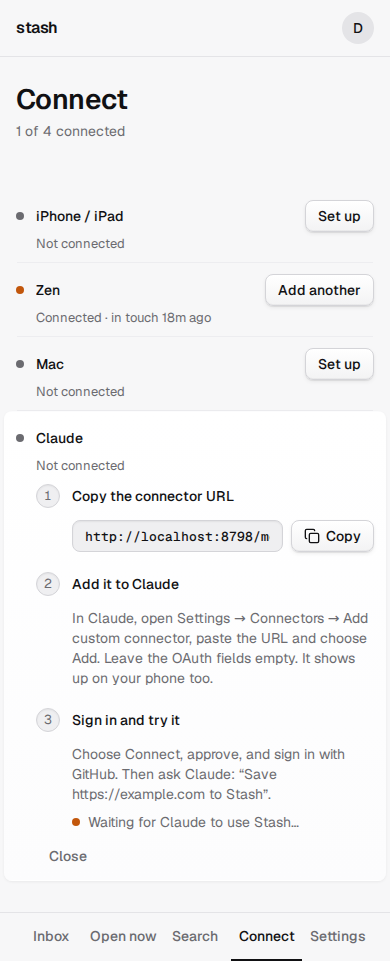 stash
D
Connect
1 of 4 connected
iPhone / iPad
Set up
Not connected
Zen
Add another
Connected · in touch 18m ago
Mac
Set up
Not connected
Claude
Not connected
1
Copy the connector URL
http://localhost:8798/m
Copy
2
Add it to Claude
In Claude, open Settings → Connectors → Add
custom connector, paste the URL and choose
Add. Leave the OAuth fields empty. It shows
up on your phone too.
3
Sign in and try it
Choose Connect, approve, and sign in with
GitHub. Then ask Claude: “Save
https://example.com to Stash”.
Waiting for Claude to use Stash…
Close
Inbox
Open now
Search
Connect
Settings